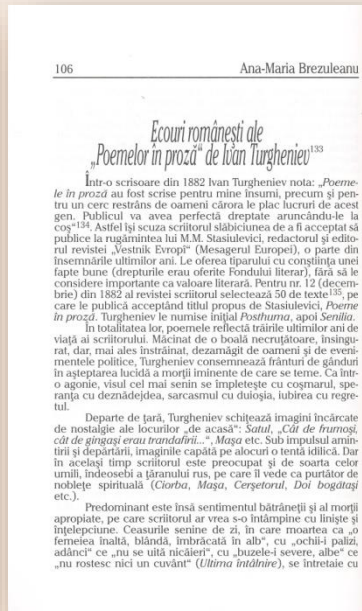 106
Ana-Maria Brezuleanu
Ecouri românești ale
„Poemelor în proză“ de Ivan Turgheniev133
Într-o scrisoare din 1882 Ivan Turgheniev nota: „Poeme-
le în proză au fost scrise pentru mine însumi, precum și pen-
tru un cerc restrâns de oameni cărora le plac lucruri de acest
gen. Publicul va avea perfectă dreptate aruncându-le la
coș“134. Astfel își scuza scriitorul slăbiciunea de a fi acceptat să
publice la rugămintea lui M.M. Stasiulevici, redactorul și edito-
rul revistei „Vestnik Evropî“ (Mesagerul Europei), o parte din
însemnările ultimilor ani. Le oferea tiparului cu conștiința unei
fapte bune (drepturile erau oferite Fondului literar), fără să le
considere importante ca valoare literară. Pentru nr. 12 (decem-
brie) din 1882 al revistei scriitorul selectează 50 de texte135, pe
care le publică acceptând titlul propus de Stasiulevici, Poeme
în proză. Turgheniev le numise inițial Posthuma, apoi Senilia.
În totalitatea lor, poemele reflectă trăirile ultimilor ani de
viață ai scriitorului. Măcinat de o boală necruțătoare, însingu-
rat, dar, mai ales înstrăinat, dezamăgit de oameni și de eveni-
mentele politice, Turgheniev consemnează frânturi de gânduri
în așteptarea lucidă a morții iminente de care se teme. Ca într-
o agonie, visul cel mai senin se împletește cu coșmarul, spe-
ranța cu deznădejdea, sarcasmul cu duioșia, iubirea cu regre-
tul.
Departe de țară, Turgheniev schițează imagini încărcate
de nostalgie ale locurilor „de acasă“: Satul, „Cât de frumoși,
cât de gingași erau trandafirii...“, Mașa etc. Sub impulsul amin-
tirii și depărtării, imaginile capătă pe alocuri o tentă idilică. Dar
în același timp scriitorul este preocupat și de soarta celor
umili, îndeosebi a țăranului rus, pe care îl vede ca purtător de
noblețe spirituală (Ciorba, Mașa, Cerșetorul, Doi bogătași
etc.).
Predominant este însă sentimentul bătrâneții și al morții
apropiate, pe care scriitorul ar vrea s-o întâmpine cu liniște și
înțelepciune. Ceasurile senine de zi, în care moartea ca „o
femeiea înaltă, blândă, îmbrăcată în alb“, cu „ochii-i palizi,
adânci“ ce „nu se uită nicăieri“, cu „buzele-i severe, albe“ ce
„nu rostesc nici un cuvânt“ (Ultima întâlnire), se întretaie cu